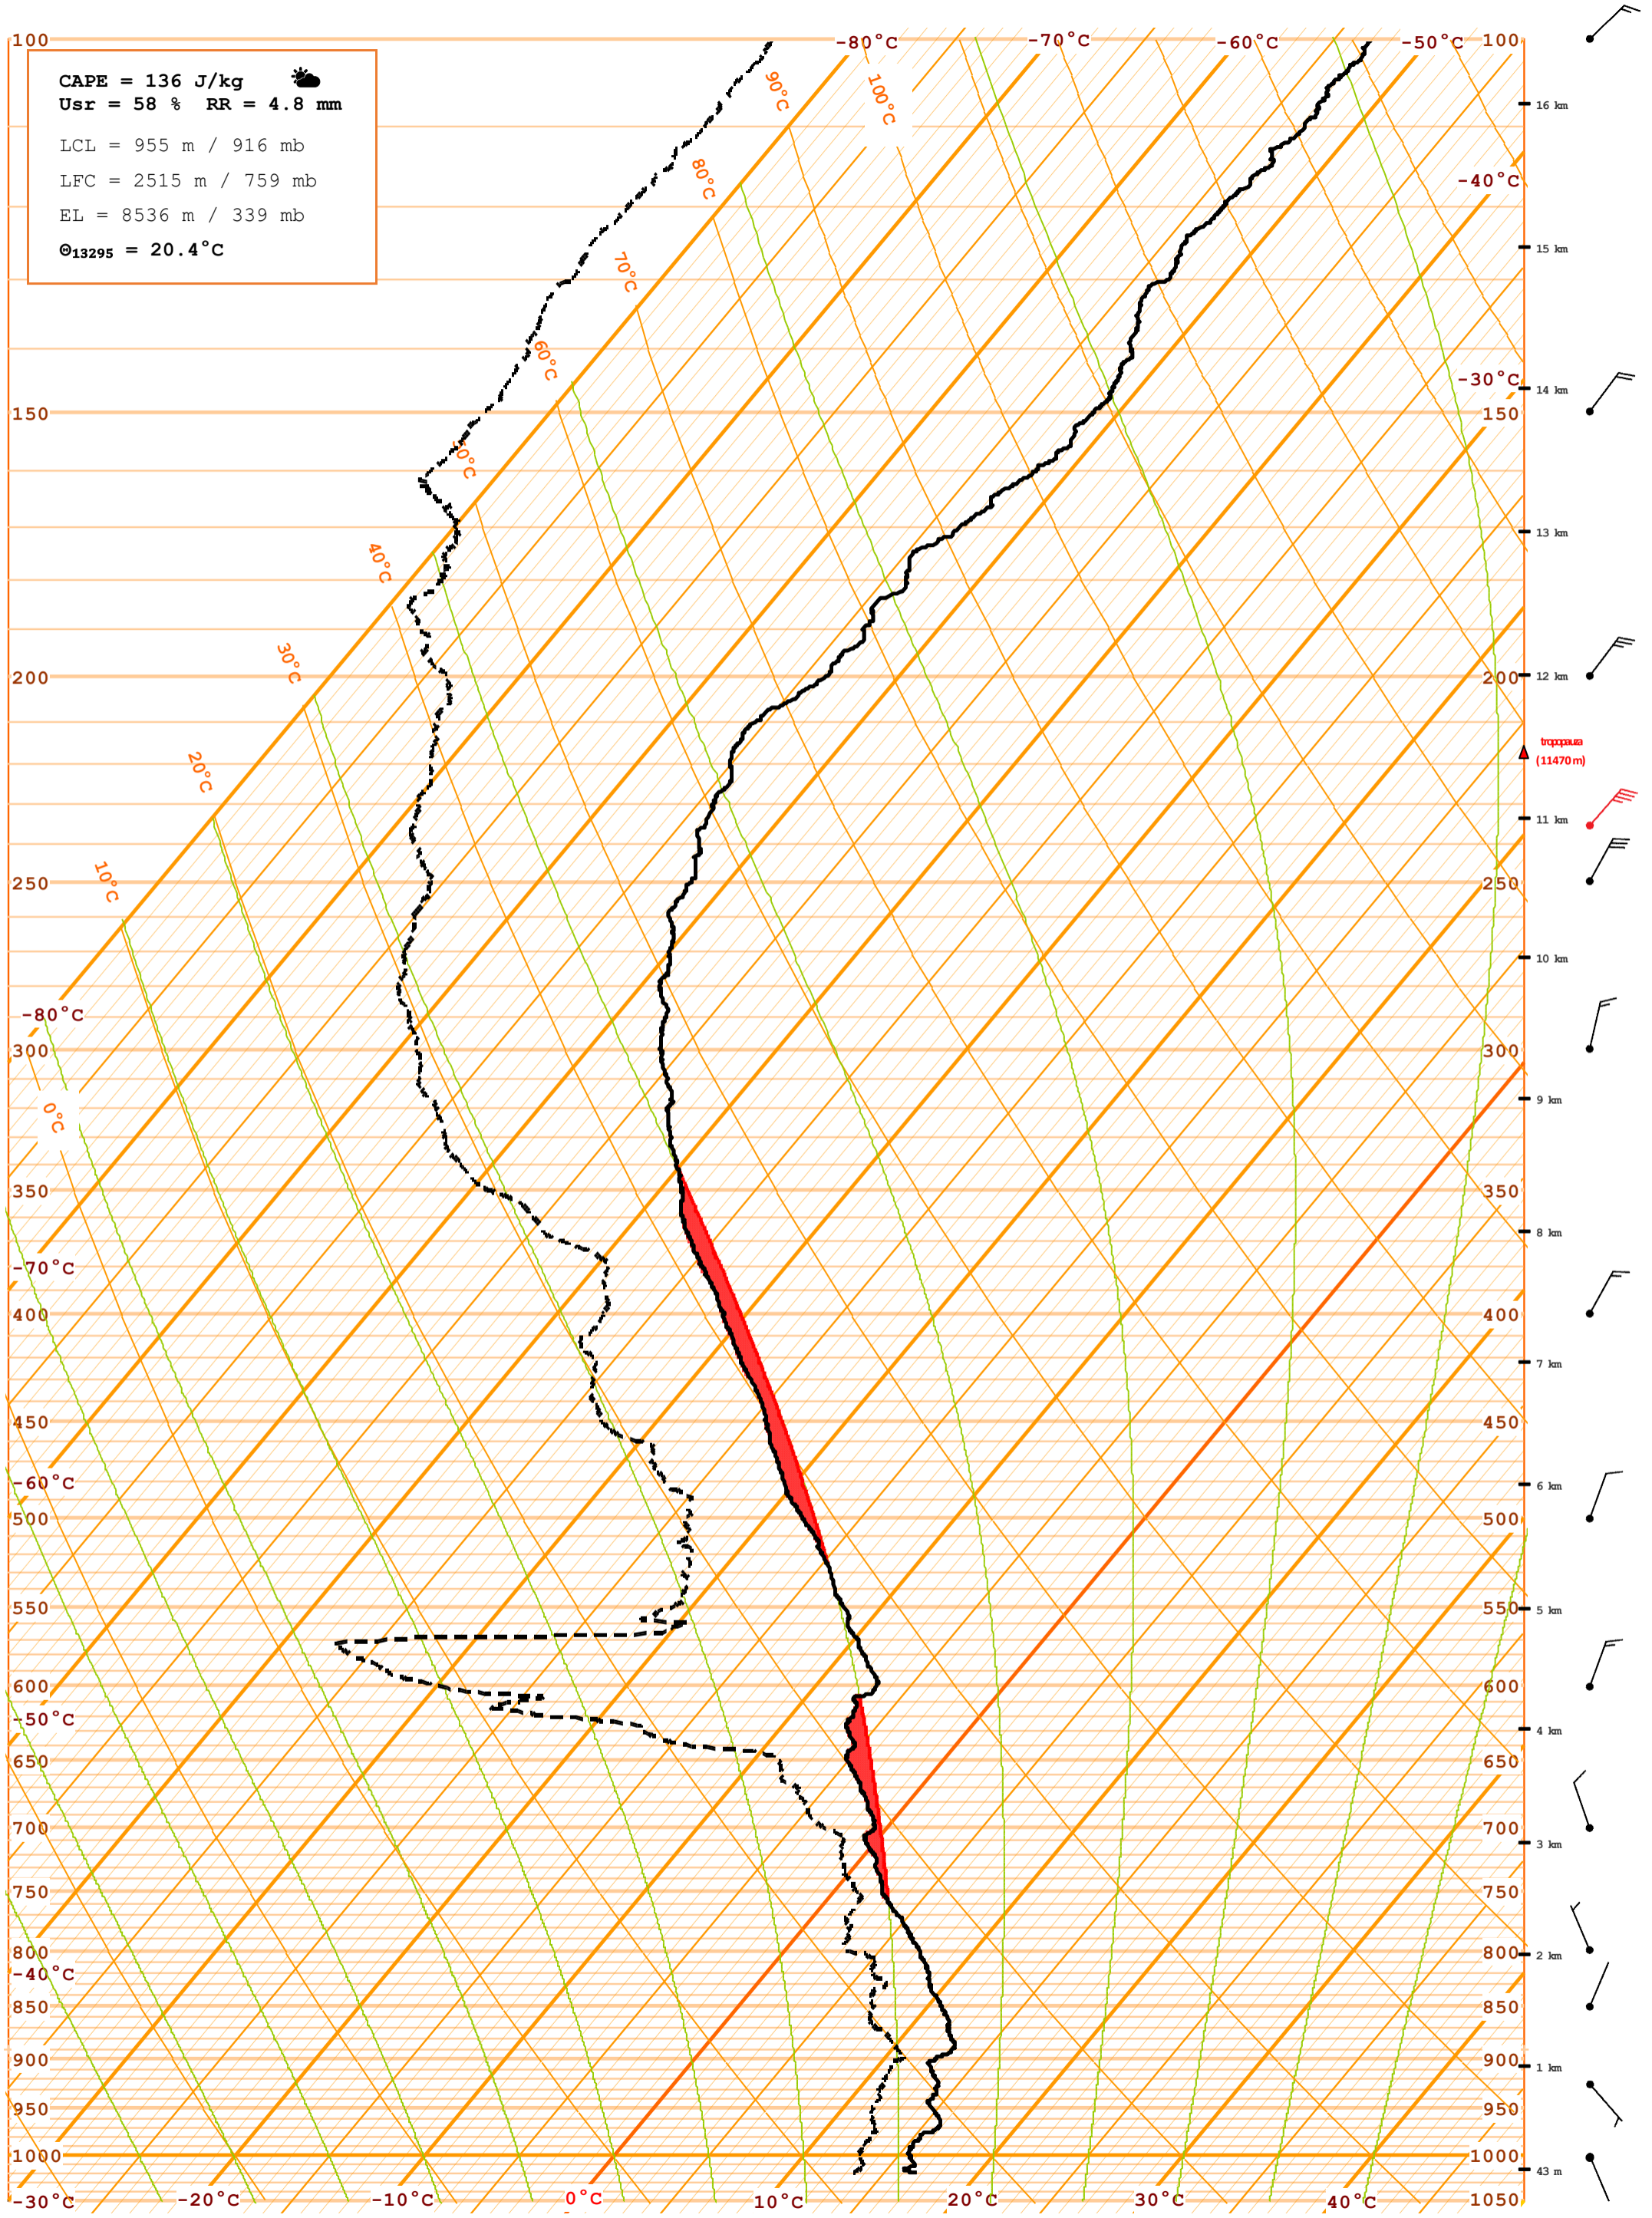 100 -80°C -70°C -60°C -50°C 100
CAPE = 136 J/kg
Usr = 58 % RR = 4.8 mm
LCL = 955 m / 916 mb
LFC = 2515 m / 759 mb
EL = 8536 m / 339 mb
Θ13295 = 20.4°C
90°C 100°C
16 km
80°C
-40°C
15 km
70°C
60°C
-30°C
14 km
150 150
13 km
40°C
30°C
200 200 12 km
tropopauza
(11470 m)
20°C
11 km
250 250
10°C
10 km
-80°C
300 300
9 km
0°C
350 350
8 km
-70°C
400 400
7 km
450 450
-60°C
6 km
500 500
550 550 5 km
600 600
-50°C
4 km
650 650
700 700
3 km
750 750
800 800 2 km
-40°C
850 850
900 900
1 km
950 950
1000 1000
43 m
-30°C -20°C -10°C 0°C 10°C 20°C 30°C 40°C 1050